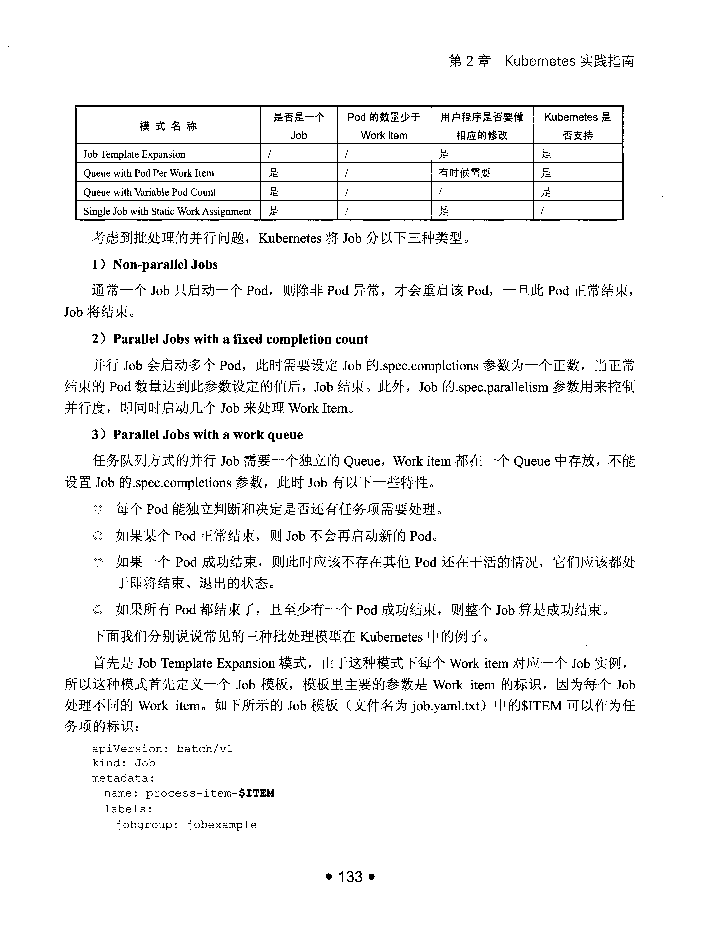 第 2 章 Kubernetes 实践指南
模 式 名 称 是否是一个 Job Pod 的数量少于 Work Item 用户程序是否要做 相应的修改 Kubernetes 是 否支持
Job Template Expansion / / 是 是
Queue with Pod Per Work Item 是 / 有时候需要 是
Queue with Variable Pod Count 是 / / 是
Single Job with Static Work Assignment 是 / 是 /
考虑到批处理的并行问题，Kubernetes 将 Job 分以下三种类型。
1）Non-parallel Jobs
通常一个 Job 只启动一个 Pod，则除非 Pod 异常，才会重启该 Pod，一旦此 Pod 正常结束，
Job 将结束。
2）Parallel Jobs with a fixed completion count
并行 Job 会启动多个 Pod，此时需要设定 Job 的.spec.completions 参数为一个正数，当正常
结束的 Pod 数量达到此参数设定的值后，Job 结束。此外，Job 的.spec.parallelism 参数用来控制
并行度，即同时启动几个 Job 来处理 Work Item。
3）Parallel Jobs with a work queue
任务队列方式的并行 Job 需要一个独立的 Queue，Work item 都在一个 Queue 中存放，不能
设置 Job 的.spec.completions 参数，此时 Job 有以下一些特性。
每个 Pod 能独立判断和决定是否还有任务项需要处理。
如果某个 Pod 正常结束，则 Job 不会再启动新的 Pod。
如果一个 Pod 成功结束，则此时应该不存在其他 Pod 还在干活的情况，它们应该都处
于即将结束、退出的状态。
如果所有 Pod 都结束了，且至少有一个 Pod 成功结束，则整个 Job 算是成功结束。
下面我们分别说说常见的三种批处理模型在 Kubernetes 中的例子。
首先是 Job Template Expansion 模式，由于这种模式下每个 Work item 对应一个 Job 实例，
所以这种模式首先定义一个 Job 模板，模板里主要的参数是 Work item 的标识，因为每个 Job
处理不同的 Work item。如下所示的 Job 模板（文件名为 job.yaml.txt）中的$ITEM 可以作为任
务项的标识：
apiVersion: batch/v1
kind: Job
metadata:
name: process-item-$ITEM
labels:
jobgroup: jobexample
• 133 •